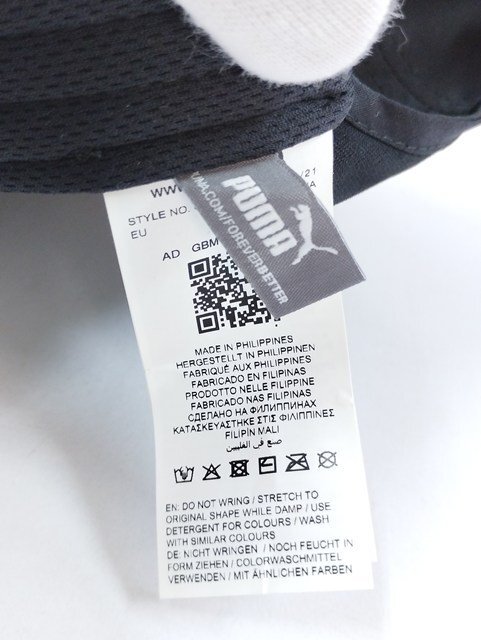 WWW
/21
STYLE NO.
A
EU
AD GBM
PUMA
.COM/FOREVERBETTER
MADE IN PHILIPPINES
HERGESTELLT IN PHILIPPINEN
FABRIQUÉ AUX PHILIPPINES
FABRICADO EN FILIPINAS
PRODOTTO NELLE FILIPPINE
FABRICADO NAS FILIPINAS
СДЕЛАНО НА ФИЛИППИНАХ
ΚΑΤΑΣΚΕΥΑΣΤΗΚΕ ΣΤΙΣ ΦΙΛΙΠΠΙΝΕΣ
FILIPIN MALI
صنع في الفلبين
EN: DO NOT WRING / STRETCH TO
ORIGINAL SHAPE WHILE DAMP / USE
DETERGENT FOR COLOURS / WASH
WITH SIMILAR COLOURS
DE: NICHT WRINGEN / NOCH FEUCHT IN
FORM ZIEHEN / COLORWASCHMITTEL
VERWENDEN / MIT ÄHNLICHEN FARBEN